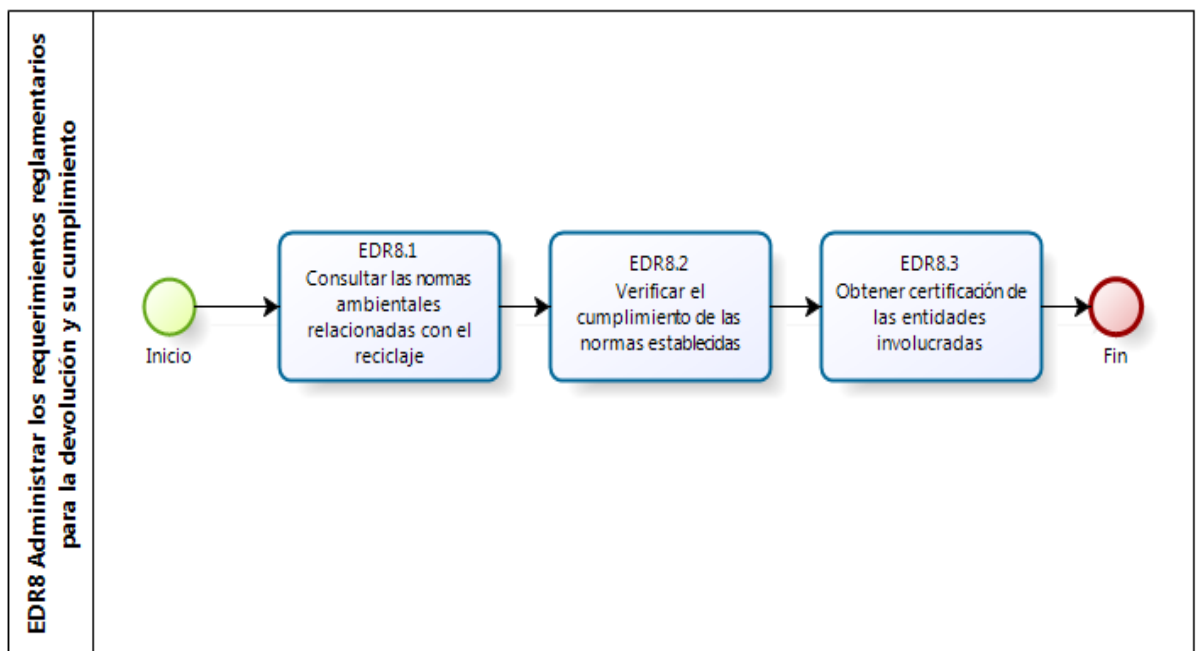 EDR8 Administrar los requerimientos reglamentarios
para la devolución y su cumplimiento
Inicio
EDR8.1
Consultar las normas
ambientales
relacionadas con el
reciclaje
EDR8.2
Verificar el
cumplimiento de las
normas establecidas
EDR8.3
Obtener certificación de
las entidades
involucradas
Fin